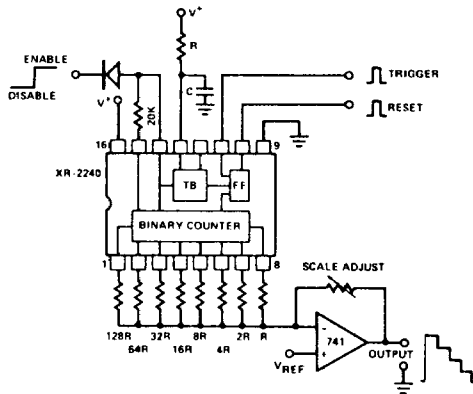 V+
R
C
ENABLE
DISABLE
V+
20K
TRIGGER
RESET
16
9
XR-2240
TB
FF
BINARY COUNTER
1
8
128R
64R
32R
16R
8R
4R
2R
R
SCALE ADJUST
-
+
741
VREF
OUTPUT